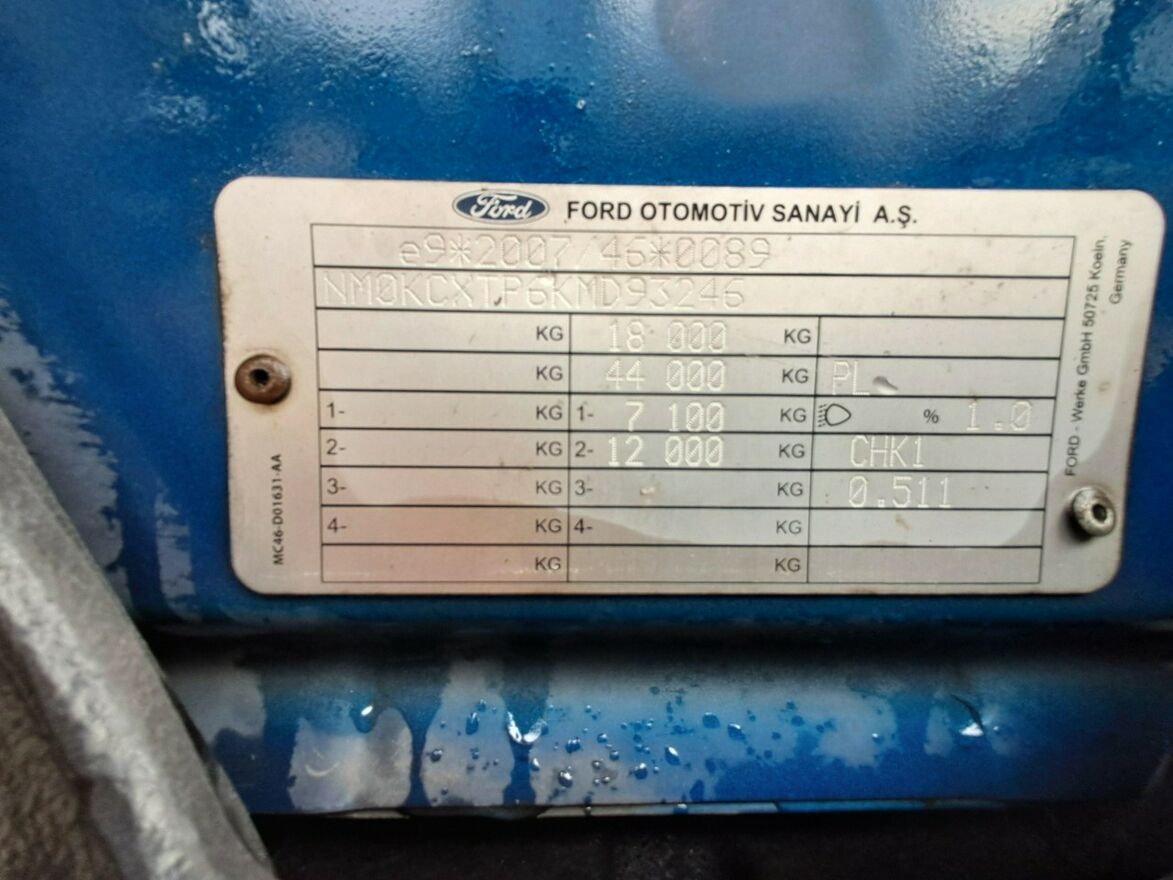 Ford FORD OTOMOTİV SANAYİ A.Ş.
e9*2007/46*0089
NM0KCXTP6KMD93246
KG 18 000 KG
KG 44 000 KG PL
1- KG 1- 7 100 KG % 1.0
2- KG 2- 12 000 KG CHK1
3- KG 3- KG 0.511
4- KG 4- KG
KG KG
MC46-D01631-AA
FORD - Werke GmbH 50725 Koeln,
Germany